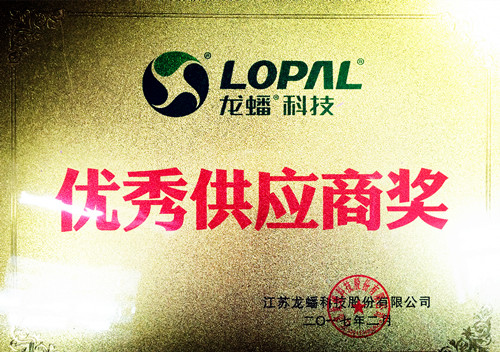 LOPAL®
龙蟠®科技
优秀供应商奖
江苏龙蟠科技股份有限公司
二〇一七年二月